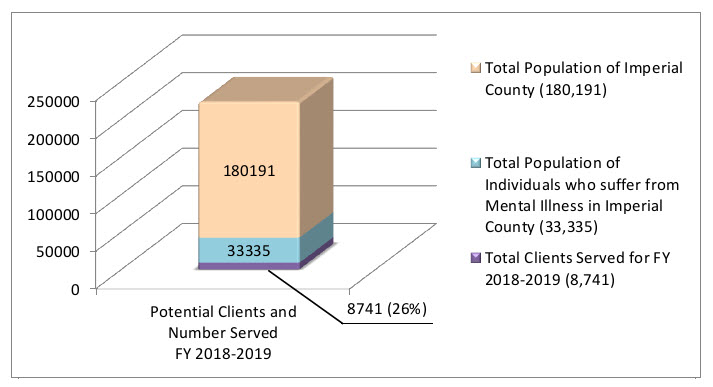 250000
200000
150000
100000
50000
0
180191
33335
8741 (26%)
Potential Clients and
Number Served
FY 2018-2019
Total Population of Imperial
County (180,191)
Total Population of
Individuals who suffer from
Mental Illness in Imperial
County (33,335)
Total Clients Served for FY
2018-2019 (8,741)